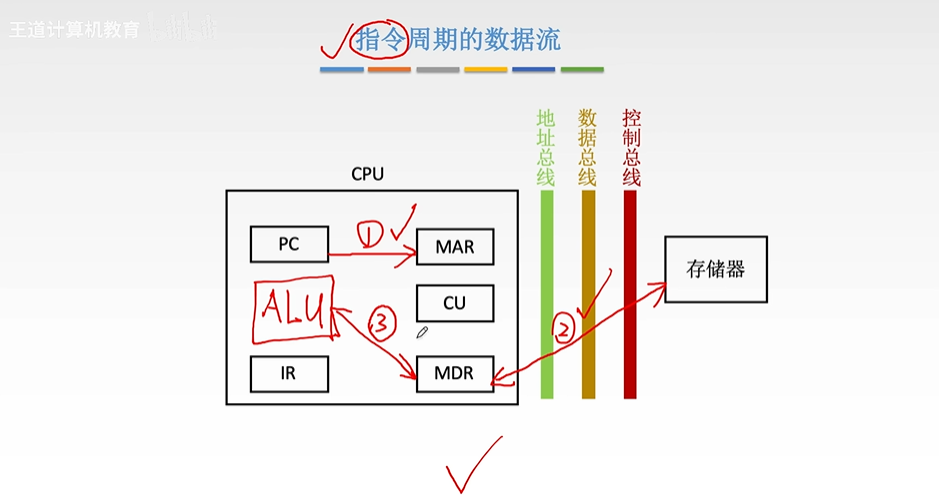 王道计算机教育
指令周期的数据流
地址总线
数据总线
控制总线
CPU
PC
①
MAR
存储器
ALU
③
CU
②
IR
MDR